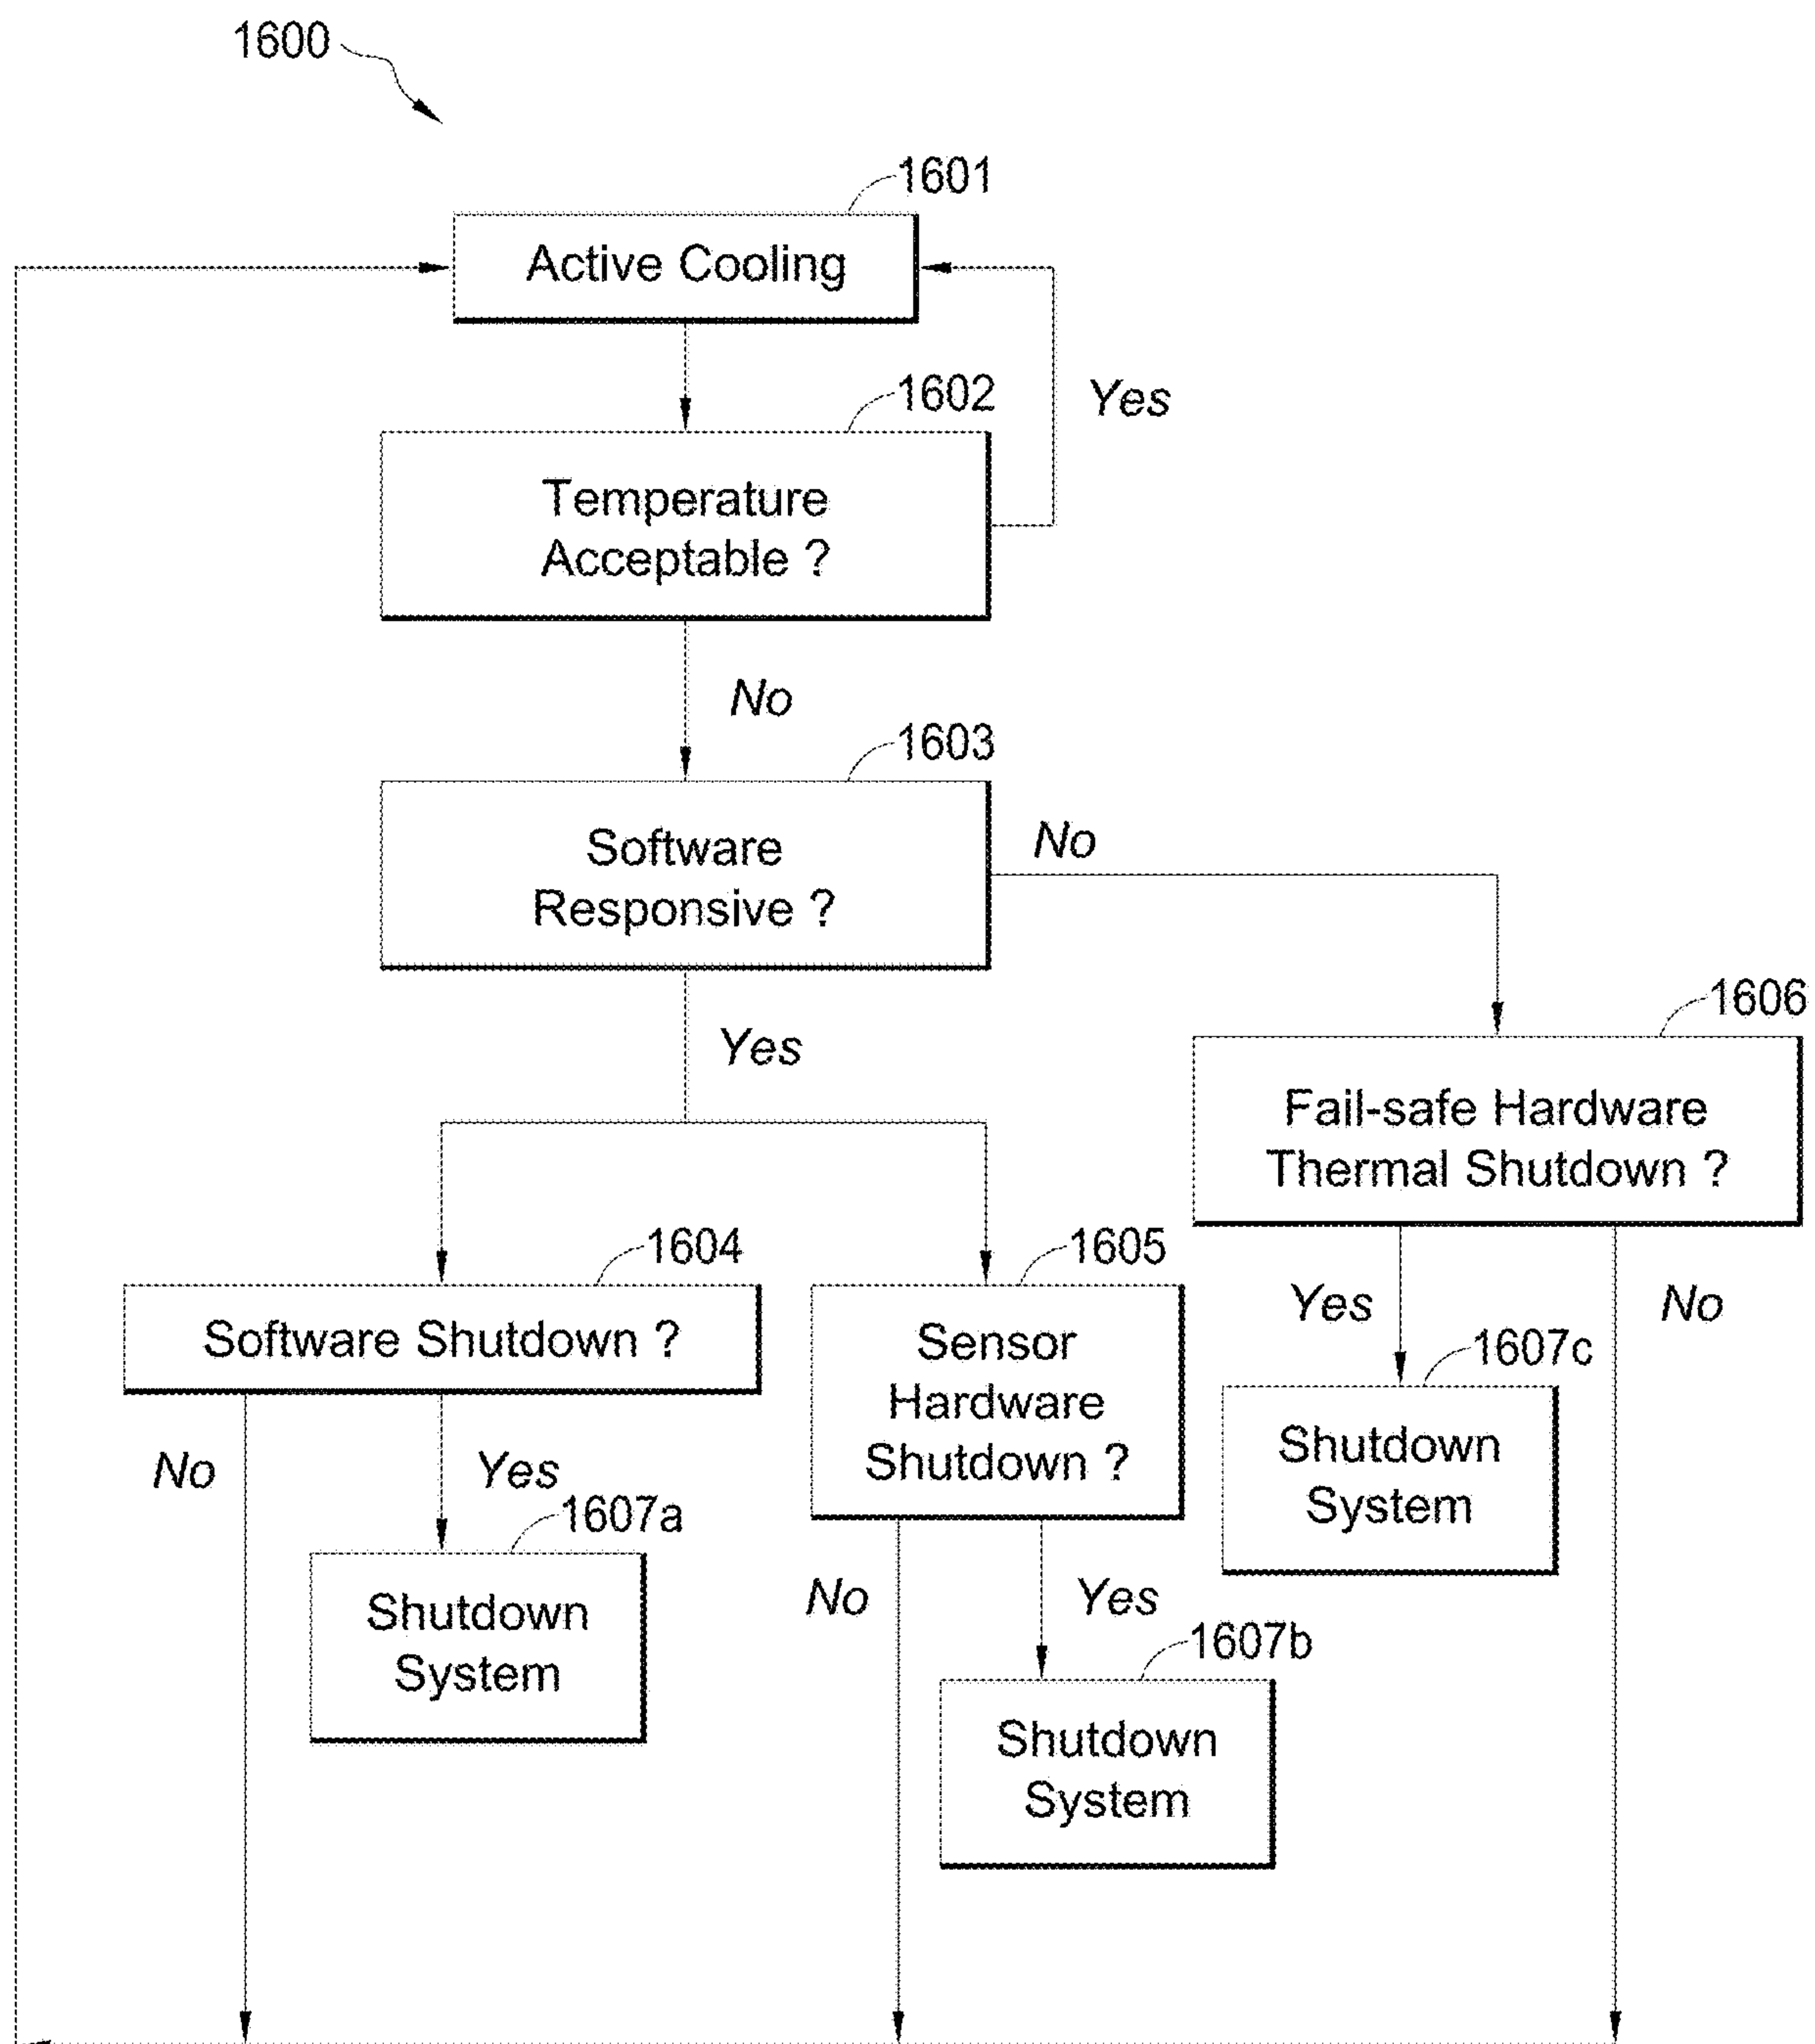 1600
1601
Active Cooling
1602
Yes
Temperature
Acceptable ?
No
1603
Software
Responsive ?
No
Yes
1606
Fail-safe Hardware
Thermal Shutdown ?
1604
Software Shutdown ?
1605
Sensor
Hardware
Shutdown ?
Yes
No
1607c
Shutdown
System
No
Yes
1607a
Shutdown
System
No
Yes
1607b
Shutdown
System